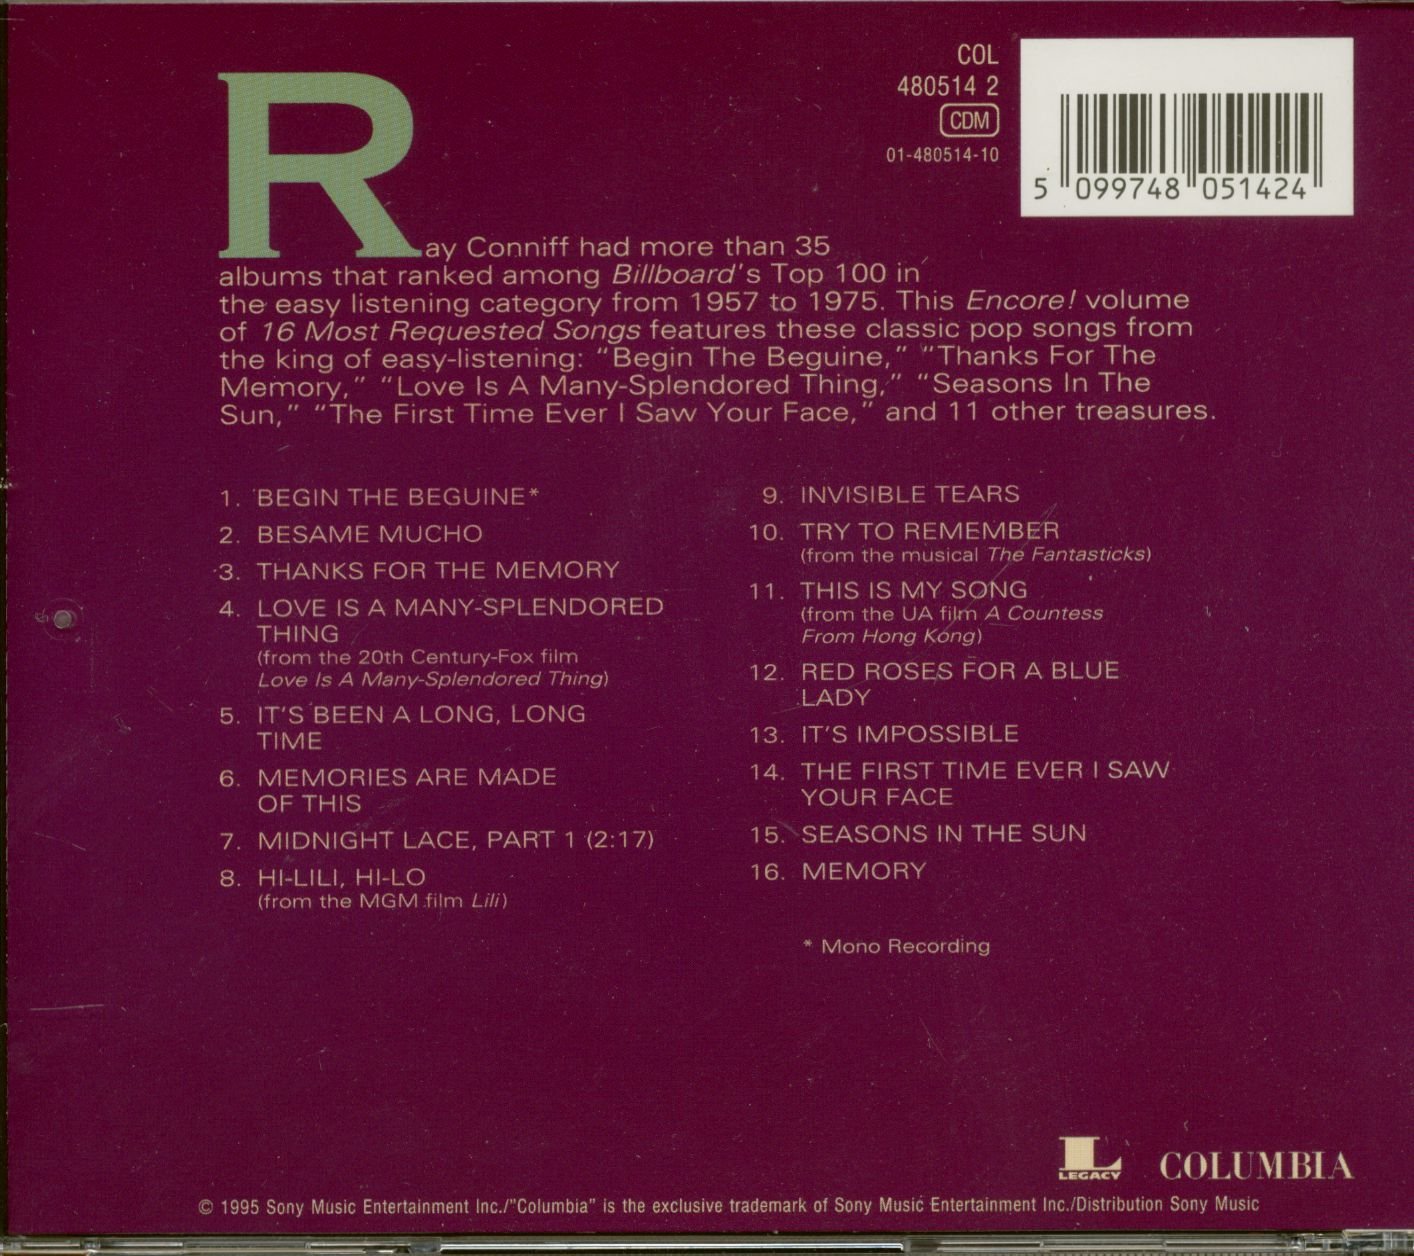 COL
480514 2
CDM
01-480514-10
5 099748 051424
Ray Conniff had more than 35
albums that ranked among Billboard's Top 100 in
the easy listening category from 1957 to 1975. This Encore! volume
of 16 Most Requested Songs features these classic pop songs from
the king of easy-listening: "Begin The Beguine," "Thanks For The
Memory," "Love Is A Many-Splendored Thing," "Seasons In The
Sun," "The First Time Ever I Saw Your Face," and 11 other treasures.
1. BEGIN THE BEGUINE*
2. BESAME MUCHO
3. THANKS FOR THE MEMORY
4. LOVE IS A MANY-SPLENDORED
THING
(from the 20th Century-Fox film
Love Is A Many-Splendored Thing)
5. IT'S BEEN A LONG, LONG
TIME
6. MEMORIES ARE MADE
OF THIS
7. MIDNIGHT LACE, PART 1 (2:17)
8. HI-LILI, HI-LO
(from the MGM film Lili)
9. INVISIBLE TEARS
10. TRY TO REMEMBER
(from the musical The Fantasticks)
11. THIS IS MY SONG
(from the UA film A Countess
From Hong Kong)
12. RED ROSES FOR A BLUE
LADY
13. IT'S IMPOSSIBLE
14. THE FIRST TIME EVER I SAW
YOUR FACE
15. SEASONS IN THE SUN
16. MEMORY
* Mono Recording
L
LEGACY
COLUMBIA
© 1995 Sony Music Entertainment Inc./"Columbia" is the exclusive trademark of Sony Music Entertainment Inc./Distribution Sony Music